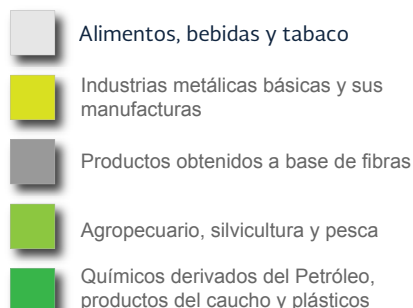 Alimentos, bebidas y tabaco
Industrias metálicas básicas y sus
manufacturas
Productos obtenidos a base de fibras
Agropecuario, silvicultura y pesca
Químicos derivados del Petróleo,
productos del caucho y plásticos